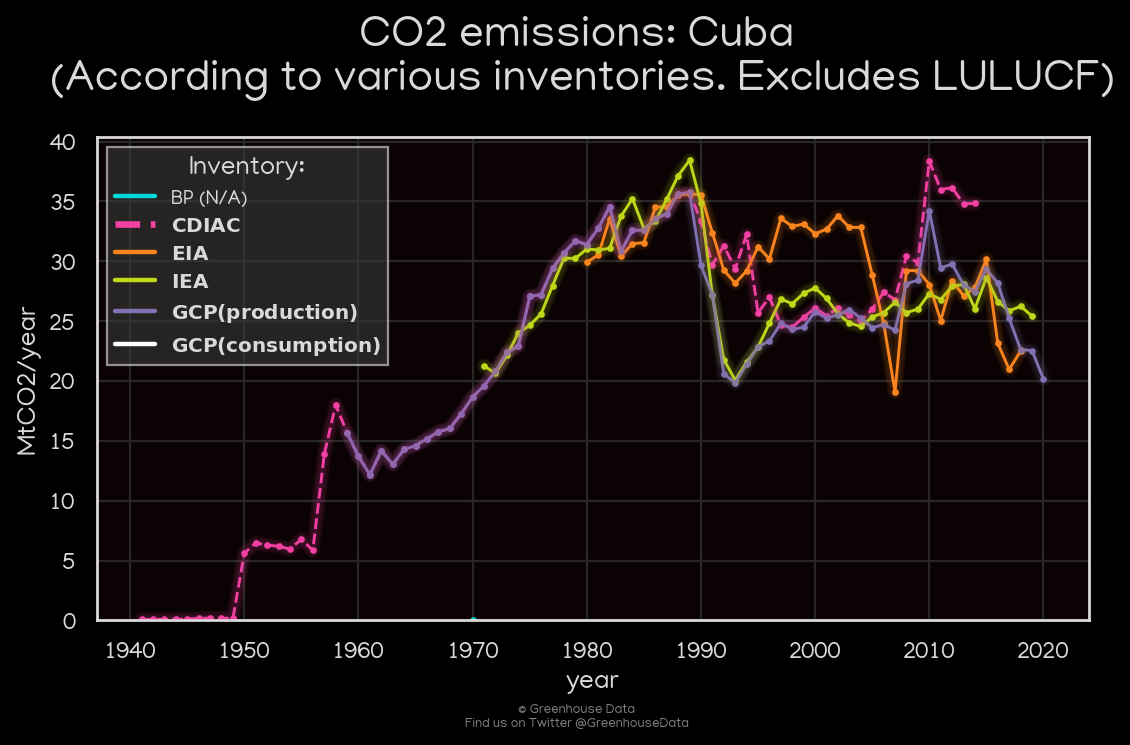 CO2 emissions: Cuba
(According to various inventories. Excludes LULUCF)
Inventory:
BP (N/A)
CDIAC
EIA
IEA
GCP(production)
GCP(consumption)
MtCO2/year
40
35
30
25
20
15
10
5
0
1940 1950 1960 1970 1980 1990 2000 2010 2020
year
© Greenhouse Data
Find us on Twitter @GreenhouseData